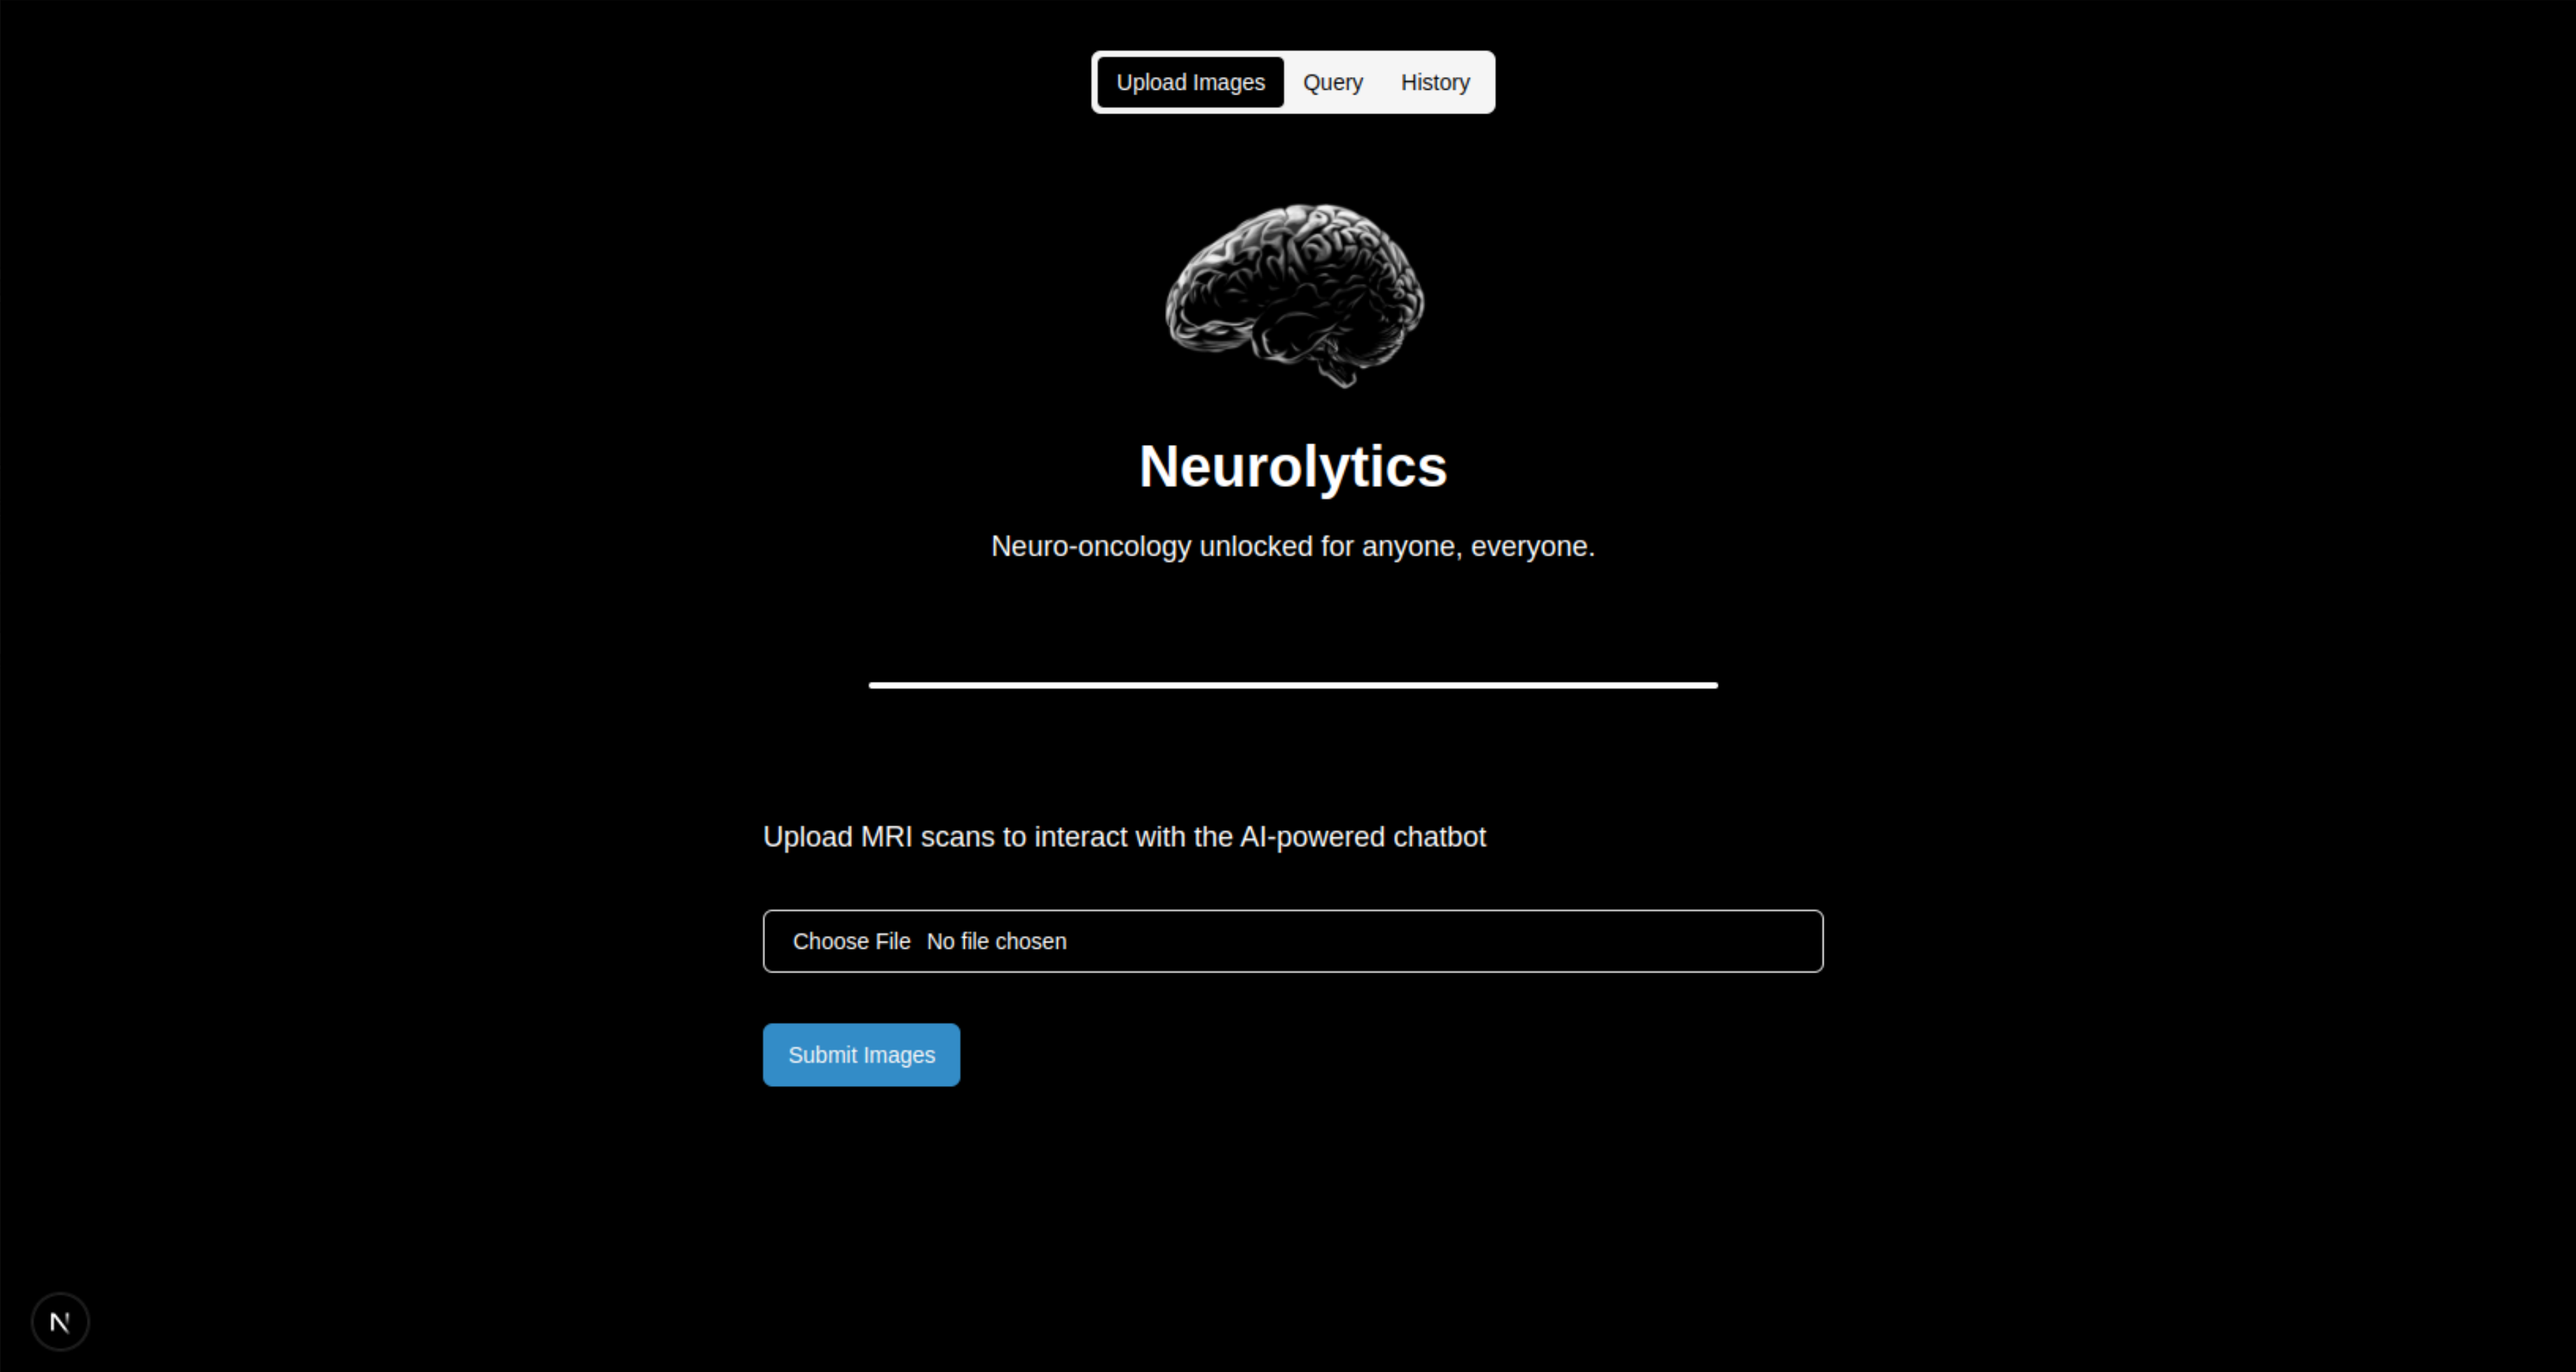 Upload Images Query History
Neurolytics
Neuro-oncology unlocked for anyone, everyone.
Upload MRI scans to interact with the AI-powered chatbot
Choose File No file chosen
Submit Images
N